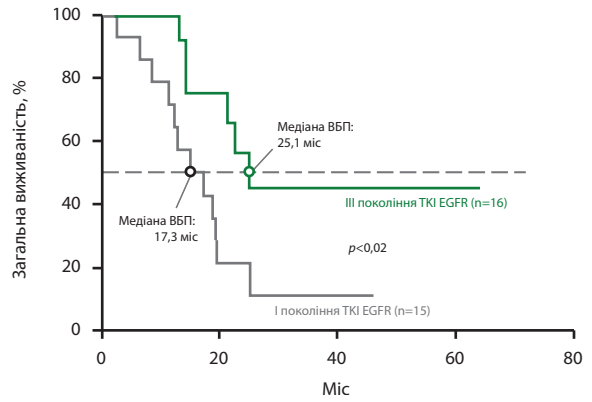 Загальна виживаність, %
100
80
60
40
20
0
Медіана ВБП:
25,1 міс
Медіана ВБП:
17,3 міс
III покоління TKI EGFR (n=16)
p<0,02
I покоління TKI EGFR (n=15)
0
20
40
60
80
Міс